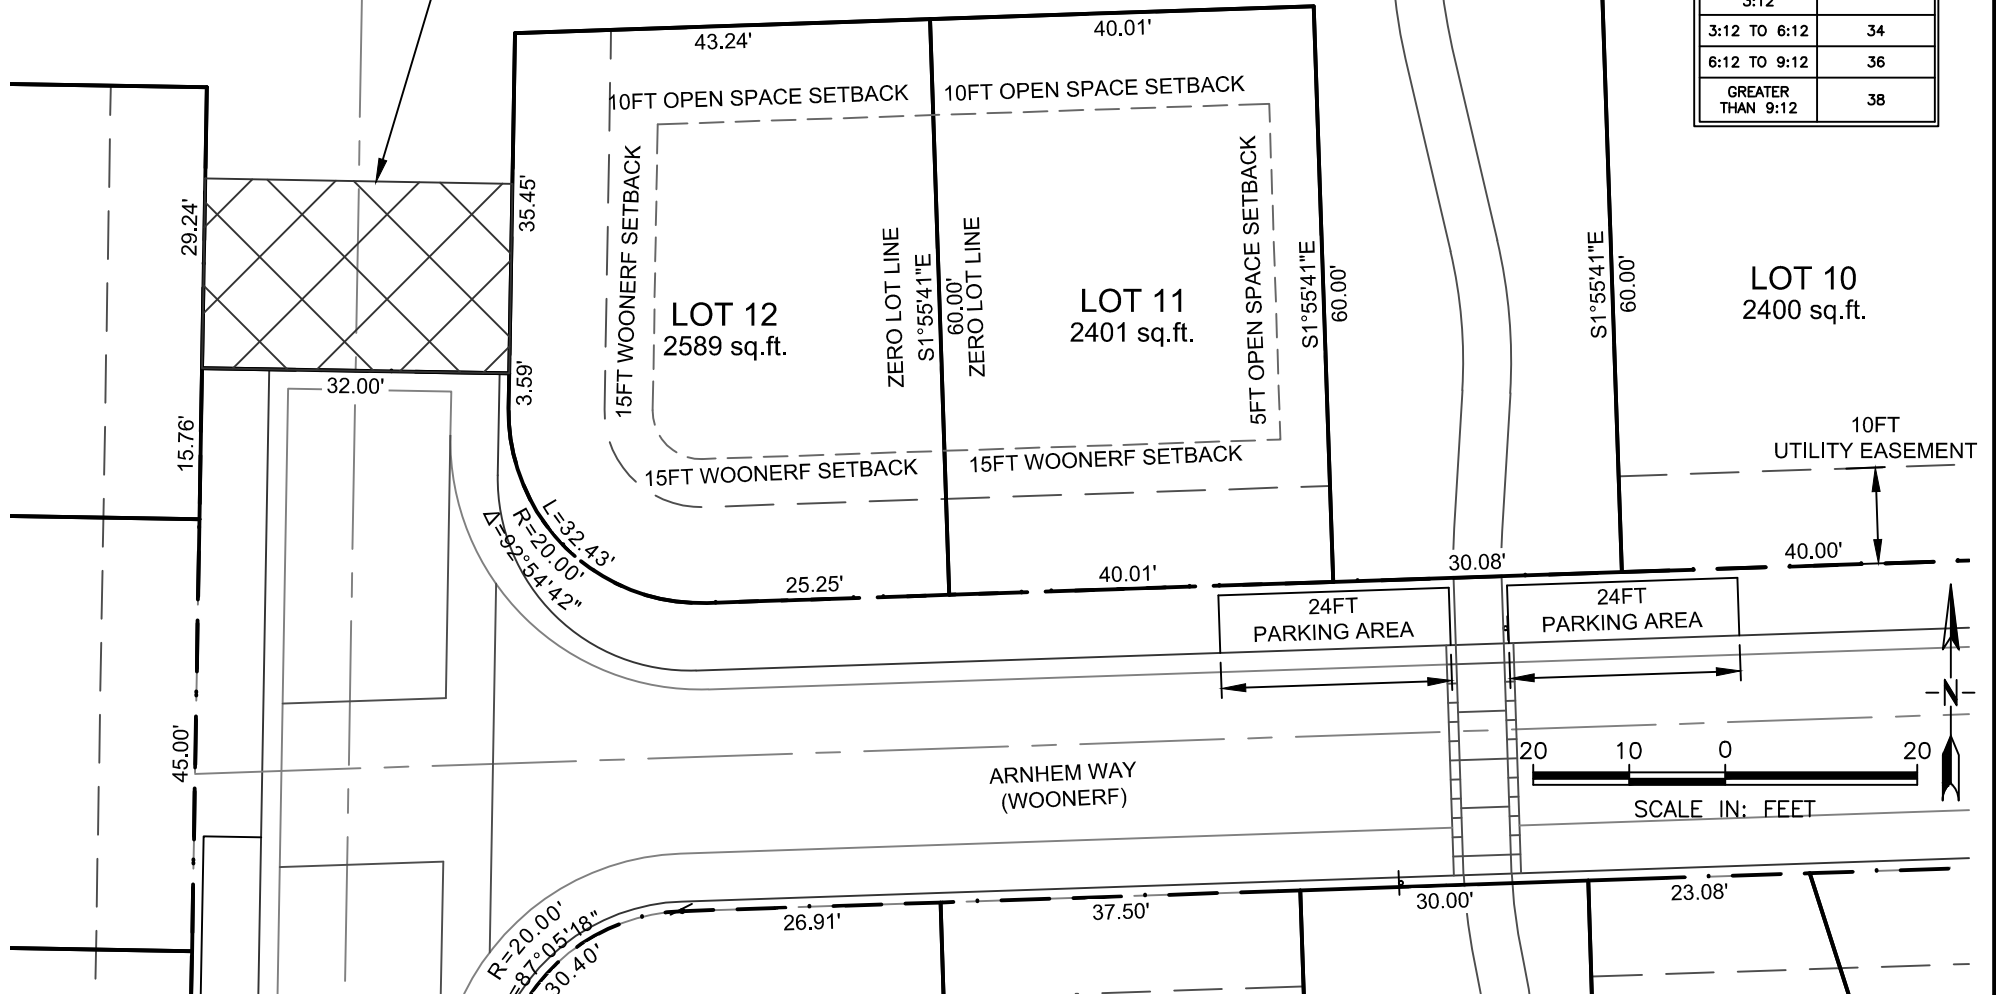 3:12
3:12 TO 6:12 34
6:12 TO 9:12 36
GREATER
THAN 9:12
38
43.24'
40.01'
10FT OPEN SPACE SETBACK
10FT OPEN SPACE SETBACK
29.24'
35.45'
15FT WOONERF SETBACK
LOT 12
2589 sq.ft.
ZERO LOT LINE
S1°55'41"E
60.00'
ZERO LOT LINE
LOT 11
2401 sq.ft.
5FT OPEN SPACE SETBACK
S1°55'41"E
60.00'
S1°55'41"E
60.00'
LOT 10
2400 sq.ft.
32.00'
3.59'
15.76'
15FT WOONERF SETBACK
15FT WOONERF SETBACK
10FT
UTILITY EASEMENT
L=32.43'
R=20.00'
Δ=92°54'42"
25.25'
40.01'
30.08'
40.00'
24FT
PARKING AREA
24FT
PARKING AREA
45.00'
ARNHEM WAY
(WOONERF)
N
20 10 0 20
SCALE IN: FEET
R=20.00'
=87°05'18"
30.40'
26.91'
37.50'
30.00'
23.08'